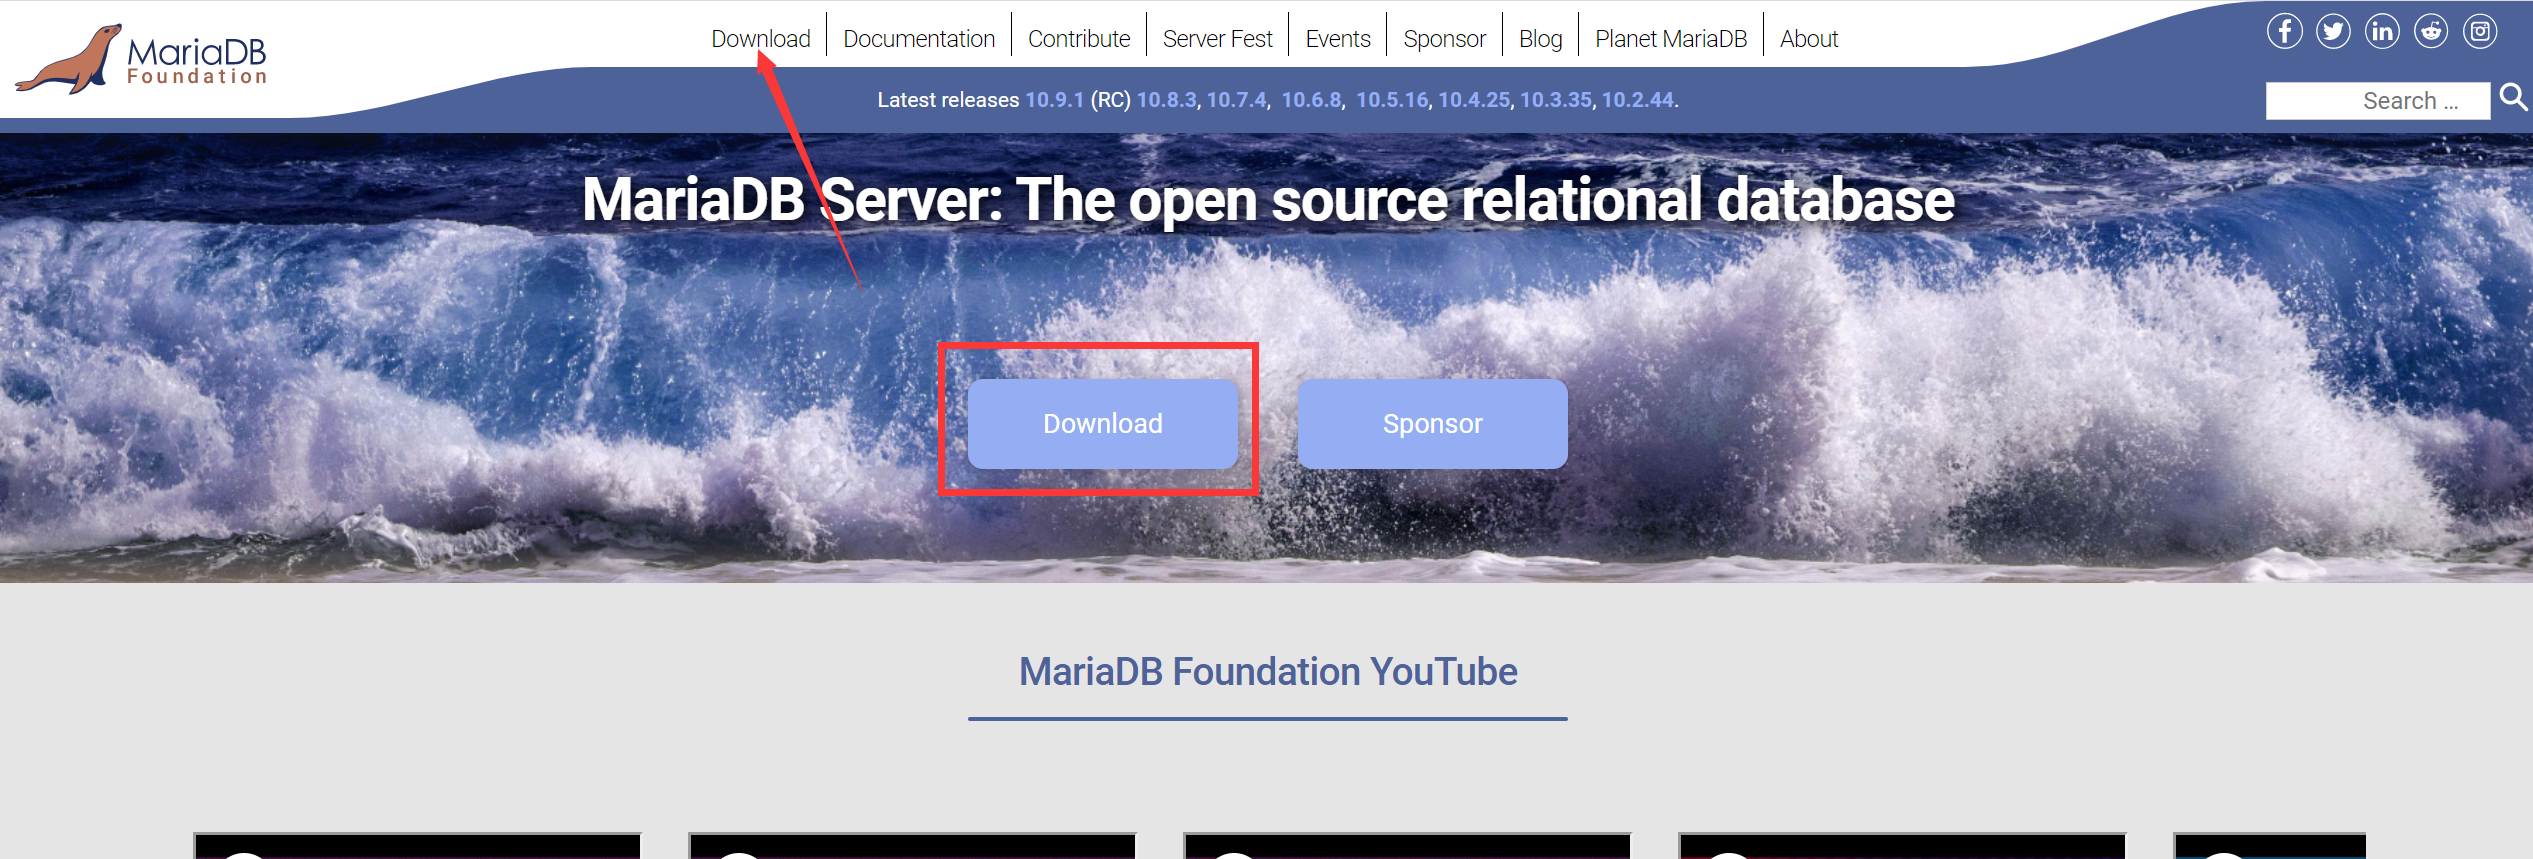 MariaDB
Foundation
Download
Documentation
Contribute
Server Fest
Events
Sponsor
Blog
Planet MariaDB
About
Latest releases 10.9.1 (RC) 10.8.3, 10.7.4, 10.6.8, 10.5.16, 10.4.25, 10.3.35, 10.2.44.
Search ...
MariaDB Server: The open source relational database
Download
Sponsor
MariaDB Foundation YouTube